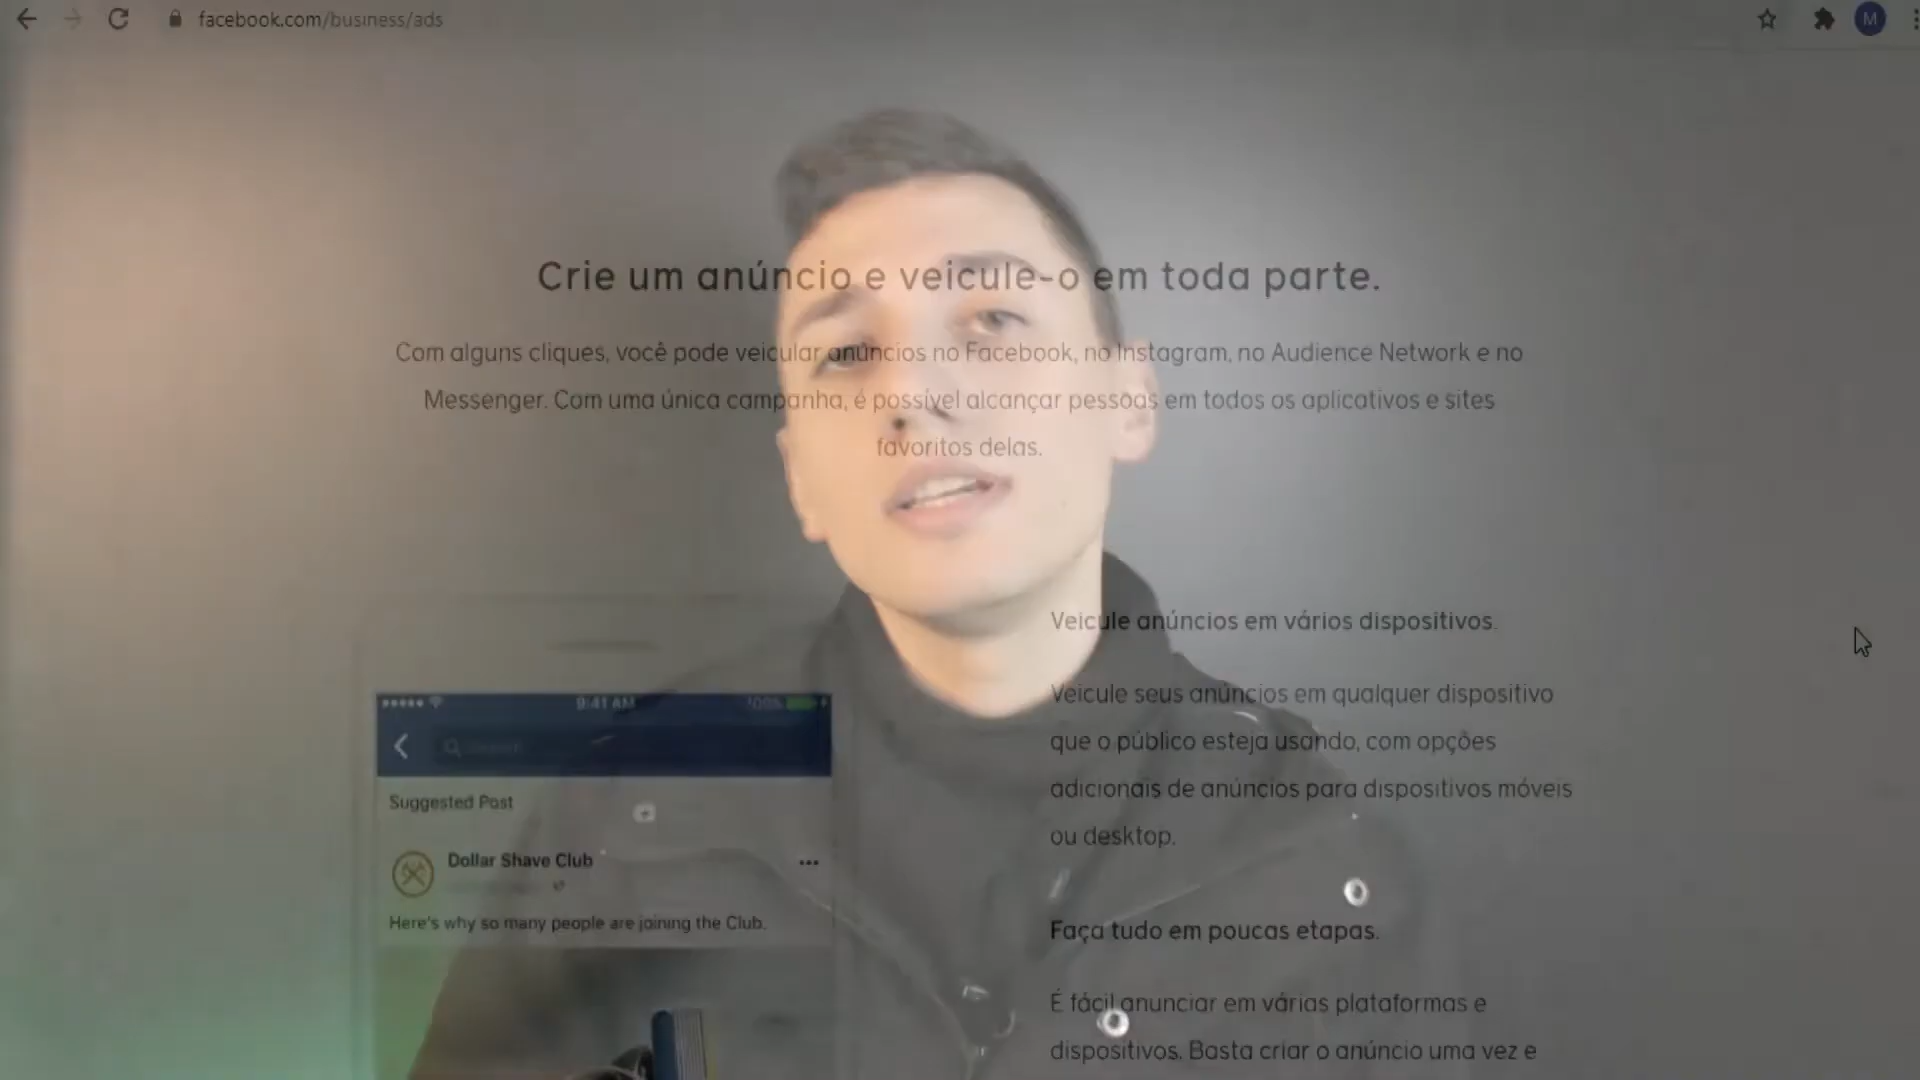 facebook.com/business/ads
M
Crie um anúncio e veicule-o em toda parte.
Com alguns cliques, você pode veicular anúncios no Facebook, no Instagram, no Audience Network e no
Messenger. Com uma única campanha, é possível alcançar pessoas em todos os aplicativos e sites
favoritos delas.
Veicule anúncios em vários dispositivos.
Veicule seus anúncios em qualquer dispositivo
que o público esteja usando, com opções
adicionais de anúncios para dispositivos móveis
ou desktop.
9:41 AM 100%
Search
Suggested Post
Dollar Shave Club
Here's why so many people are joining the Club.
Faça tudo em poucas etapas.
É fácil anunciar em várias plataformas e
dispositivos. Basta criar o anúncio uma vez e